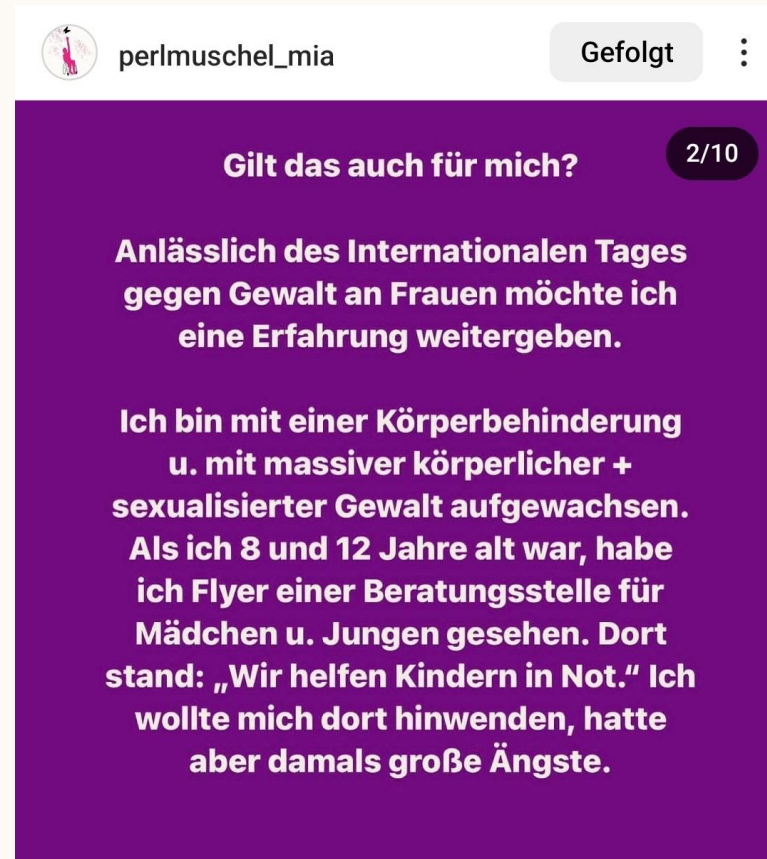 perlmuschel_mia
Gefolgt
2/10
Gilt das auch für mich?
Anlässlich des Internationalen Tages
gegen Gewalt an Frauen möchte ich
eine Erfahrung weitergeben.
Ich bin mit einer Körperbehinderung
u. mit massiver körperlicher +
sexualisierter Gewalt aufgewachsen.
Als ich 8 und 12 Jahre alt war, habe
ich Flyer einer Beratungsstelle für
Mädchen u. Jungen gesehen. Dort
stand: „Wir helfen Kindern in Not.“ Ich
wollte mich dort hinwenden, hatte
aber damals große Ängste.